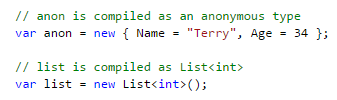 // anon is compiled as an anonymous type
var anon = new { Name = "Terry", Age = 34 };
// list is compiled as List<int>
var list = new List<int>();